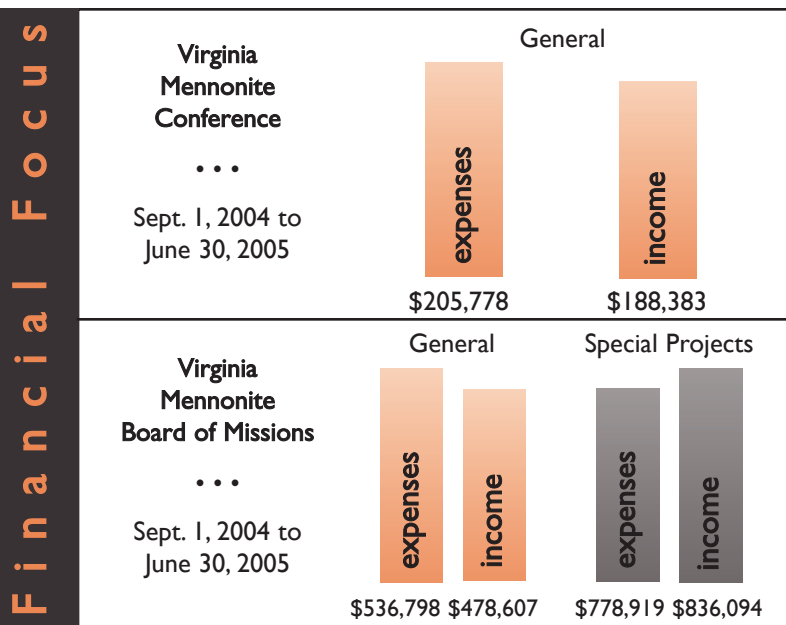 Financial Focus
Virginia
Mennonite
Conference
...
Sept. 1, 2004 to
June 30, 2005
General
expenses
income
$205,778
$188,383
Virginia
Mennonite
Board of Missions
...
Sept. 1, 2004 to
June 30, 2005
General
expenses
income
$536,798 $478,607
Special Projects
expenses
income
$778,919 $836,094